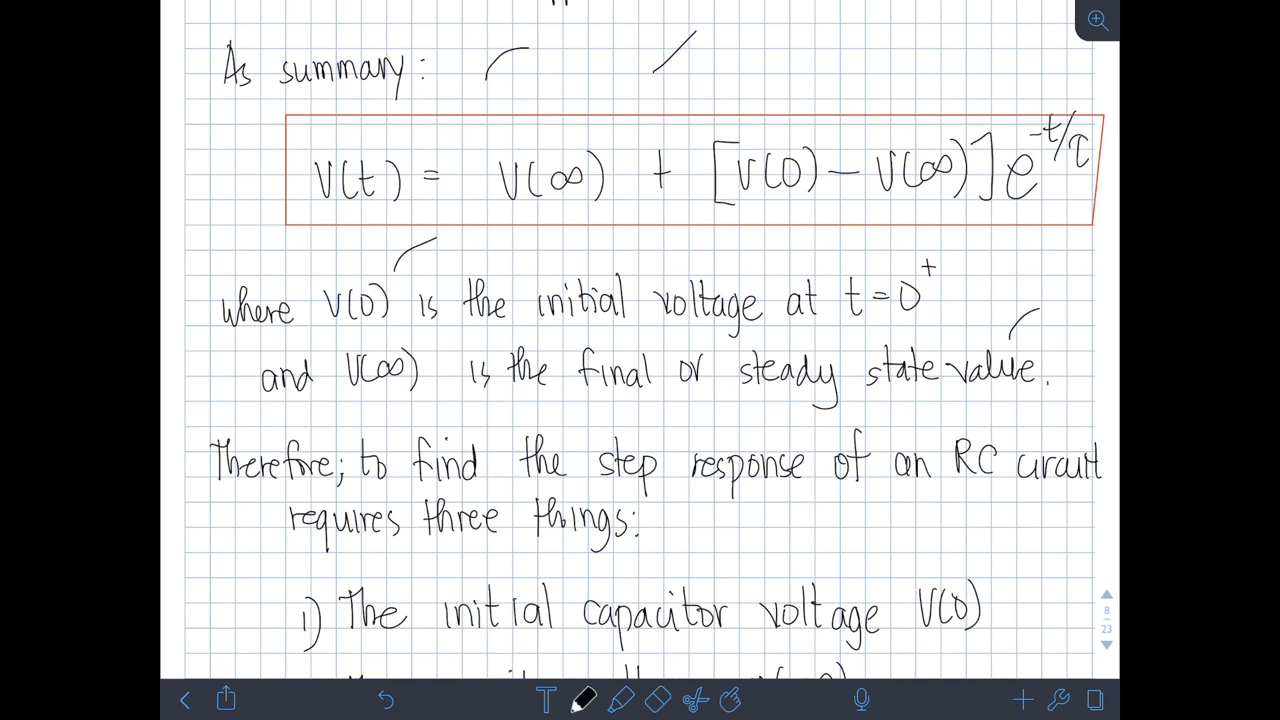 As summary:
V(t) = V(∞) + [V(0) – V(∞)] e^-t/τ
where V(0) is the initial voltage at t=0^+
and V(∞) is the final or steady state value.
Therefore; to find the step response of an RC circuit
requires three things:
1) The initial capacitor voltage V(0)
8
23
T